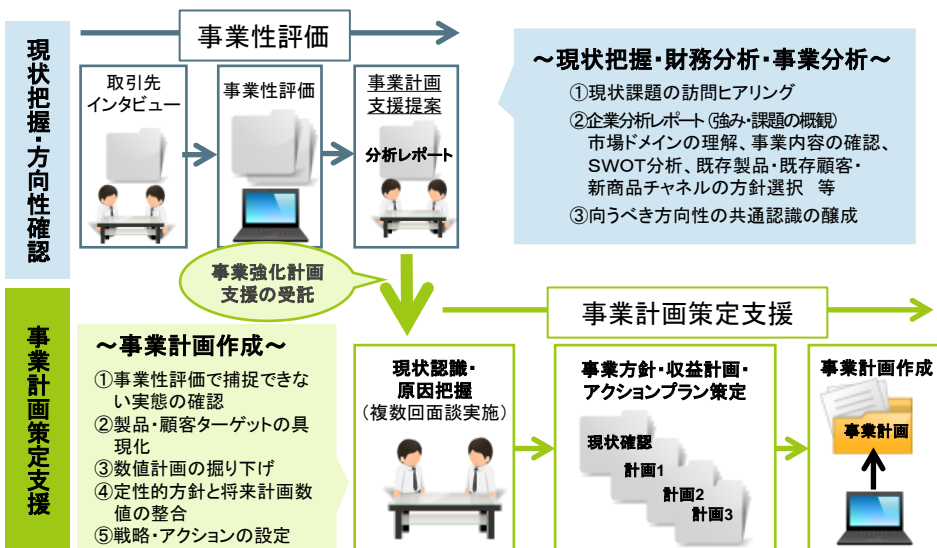 現状把握・方向性確認
事業性評価
取引先
インタビュー
事業性評価
事業計画
支援提案
分析レポート
～現状把握・財務分析・事業分析～
①現状課題の訪問ヒアリング
②企業分析レポート（強み・課題の概観）
市場ドメインの理解、事業内容の確認、
SWOT分析、既存製品・既存顧客・
新商品チャネルの方針選択　等
③向うべき方向性の共通認識の醸成
事業強化計画
支援の受託
事業計画策定支援
事業計画策定支援
～事業計画作成～
①事業性評価で捕捉できな
い実態の確認
②製品・顧客ターゲットの具
現化
③数値計画の掘り下げ
④定性的方針と将来計画数
値の整合
⑤戦略・アクションの設定
現状認識・
原因把握
（複数回面談実施）
事業方針・収益計画・
アクションプラン策定
現状確認
計画1
計画2
計画3
事業計画作成
事業計画